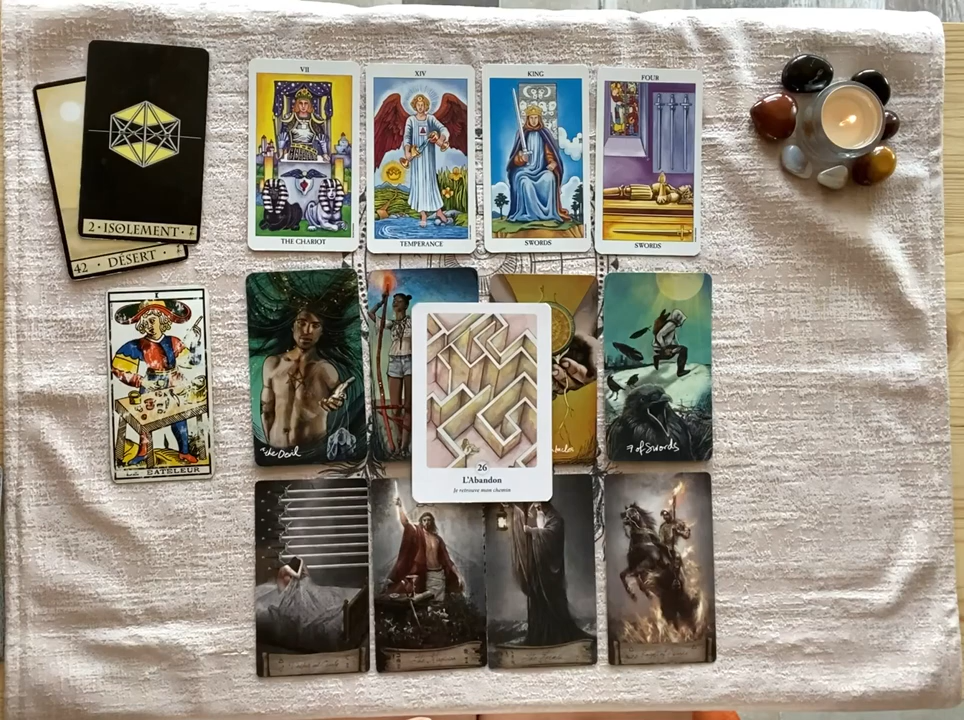 2 • ISOLEMENT •
42 • DÉSERT •
VII
THE CHARIOT
XIV
TEMPERANCE
KING
SWORDS
FOUR
SWORDS
I
BATELEUR
The Devil
26
L'Abandon
Je retrouve mon chemin
7 of Swords